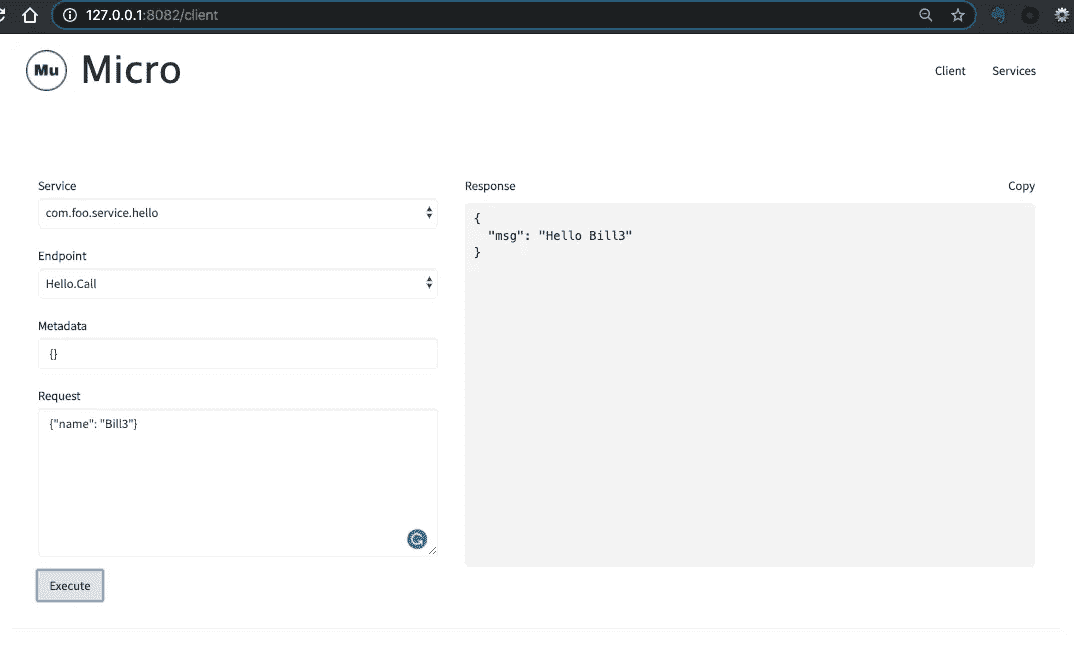 127.0.0.1:8082/client
Mu Micro
Client Services
Service
com.foo.service.hello
Endpoint
Hello.Call
Metadata
{}
Request
{"name": "Bill3"}
Execute
Response Copy
{
"msg": "Hello Bill3"
}